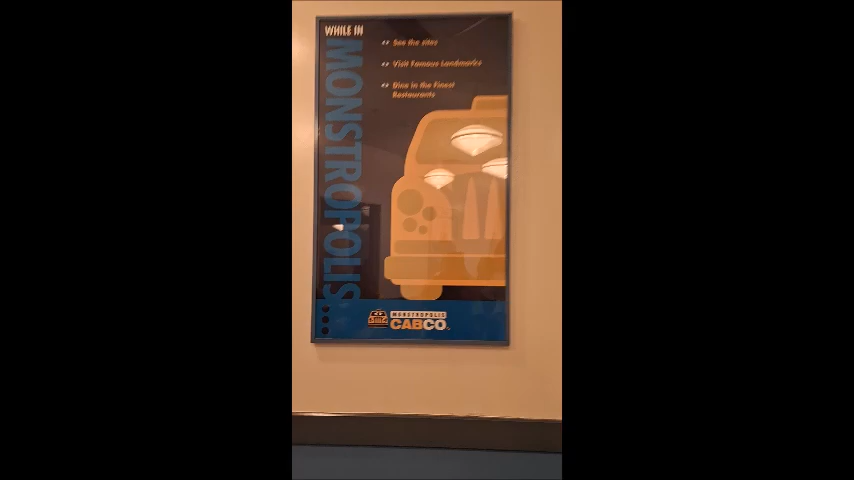 WHILE IN
MONSTROPOLIS...
See the sites
Visit Famous Landmarks
Dine in the Finest
Restaurants
MONSTROPOLIS
CABCO